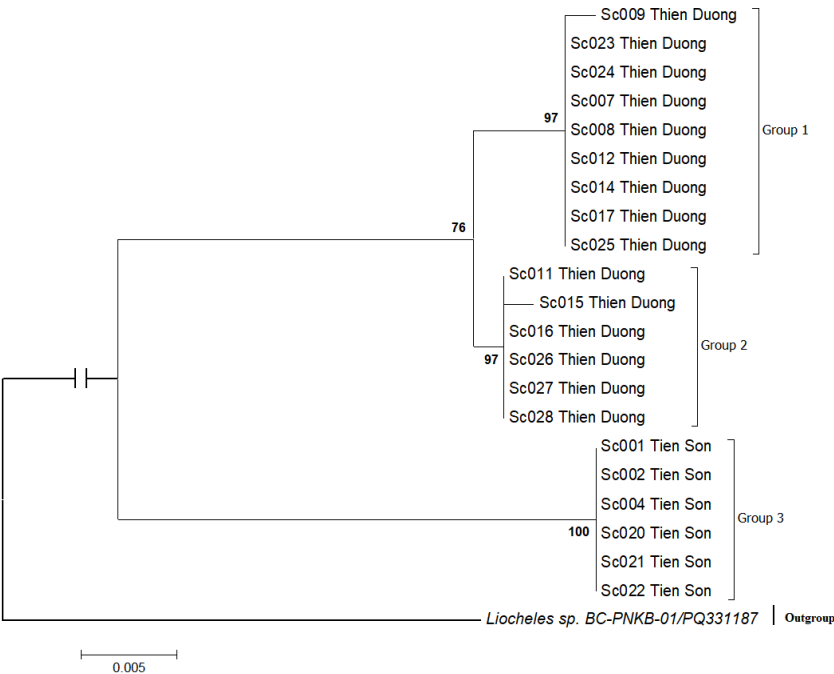 Sc009 Thien Duong
Sc023 Thien Duong
Sc024 Thien Duong
Sc007 Thien Duong
97
Sc008 Thien Duong
Group 1
Sc012 Thien Duong
Sc014 Thien Duong
Sc017 Thien Duong
Sc025 Thien Duong
76
Sc011 Thien Duong
Sc015 Thien Duong
Sc016 Thien Duong
Group 2
97
Sc026 Thien Duong
Sc027 Thien Duong
Sc028 Thien Duong
Sc001 Tien Son
Sc002 Tien Son
Sc004 Tien Son
Group 3
100
Sc020 Tien Son
Sc021 Tien Son
Sc022 Tien Son
Liocheles sp. BC-PNKB-01/PQ331187
Outgroup
0.005